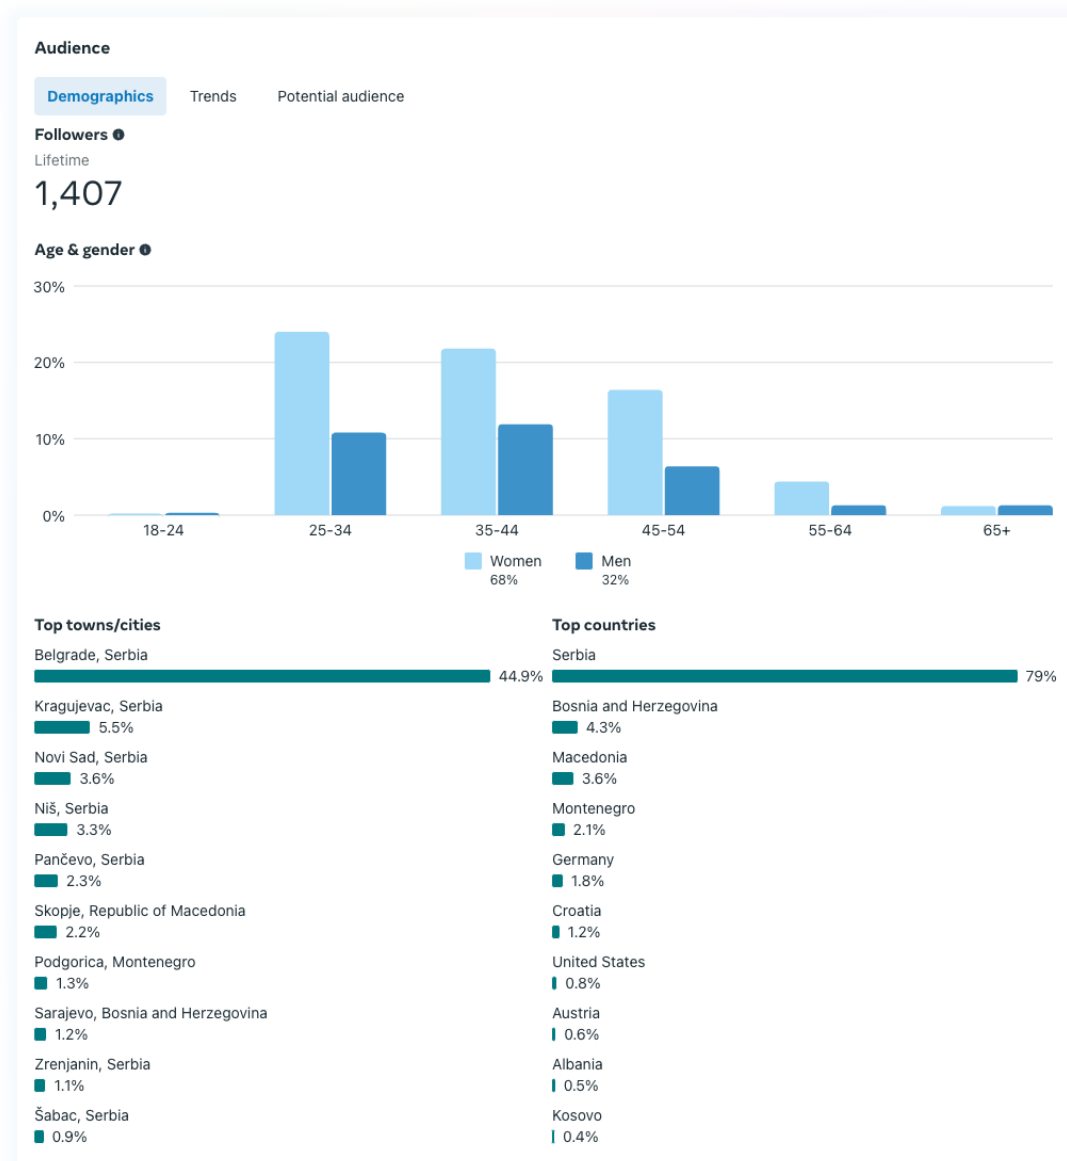 Audience
Demographics Trends Potential audience
Followers
Lifetime
1,407
Age & gender
30%
20%
10%
0%
18-24 25-34 35-44 45-54 55-64 65+
Women Men
68% 32%
Top towns/cities
Belgrade, Serbia
44.9%
Kragujevac, Serbia
5.5%
Novi Sad, Serbia
3.6%
Niš, Serbia
3.3%
Pančevo, Serbia
2.3%
Skopje, Republic of Macedonia
2.2%
Podgorica, Montenegro
1.3%
Sarajevo, Bosnia and Herzegovina
1.2%
Zrenjanin, Serbia
1.1%
Šabac, Serbia
0.9%
Top countries
Serbia
79%
Bosnia and Herzegovina
4.3%
Macedonia
3.6%
Montenegro
2.1%
Germany
1.8%
Croatia
1.2%
United States
0.8%
Austria
0.6%
Albania
0.5%
Kosovo
0.4%